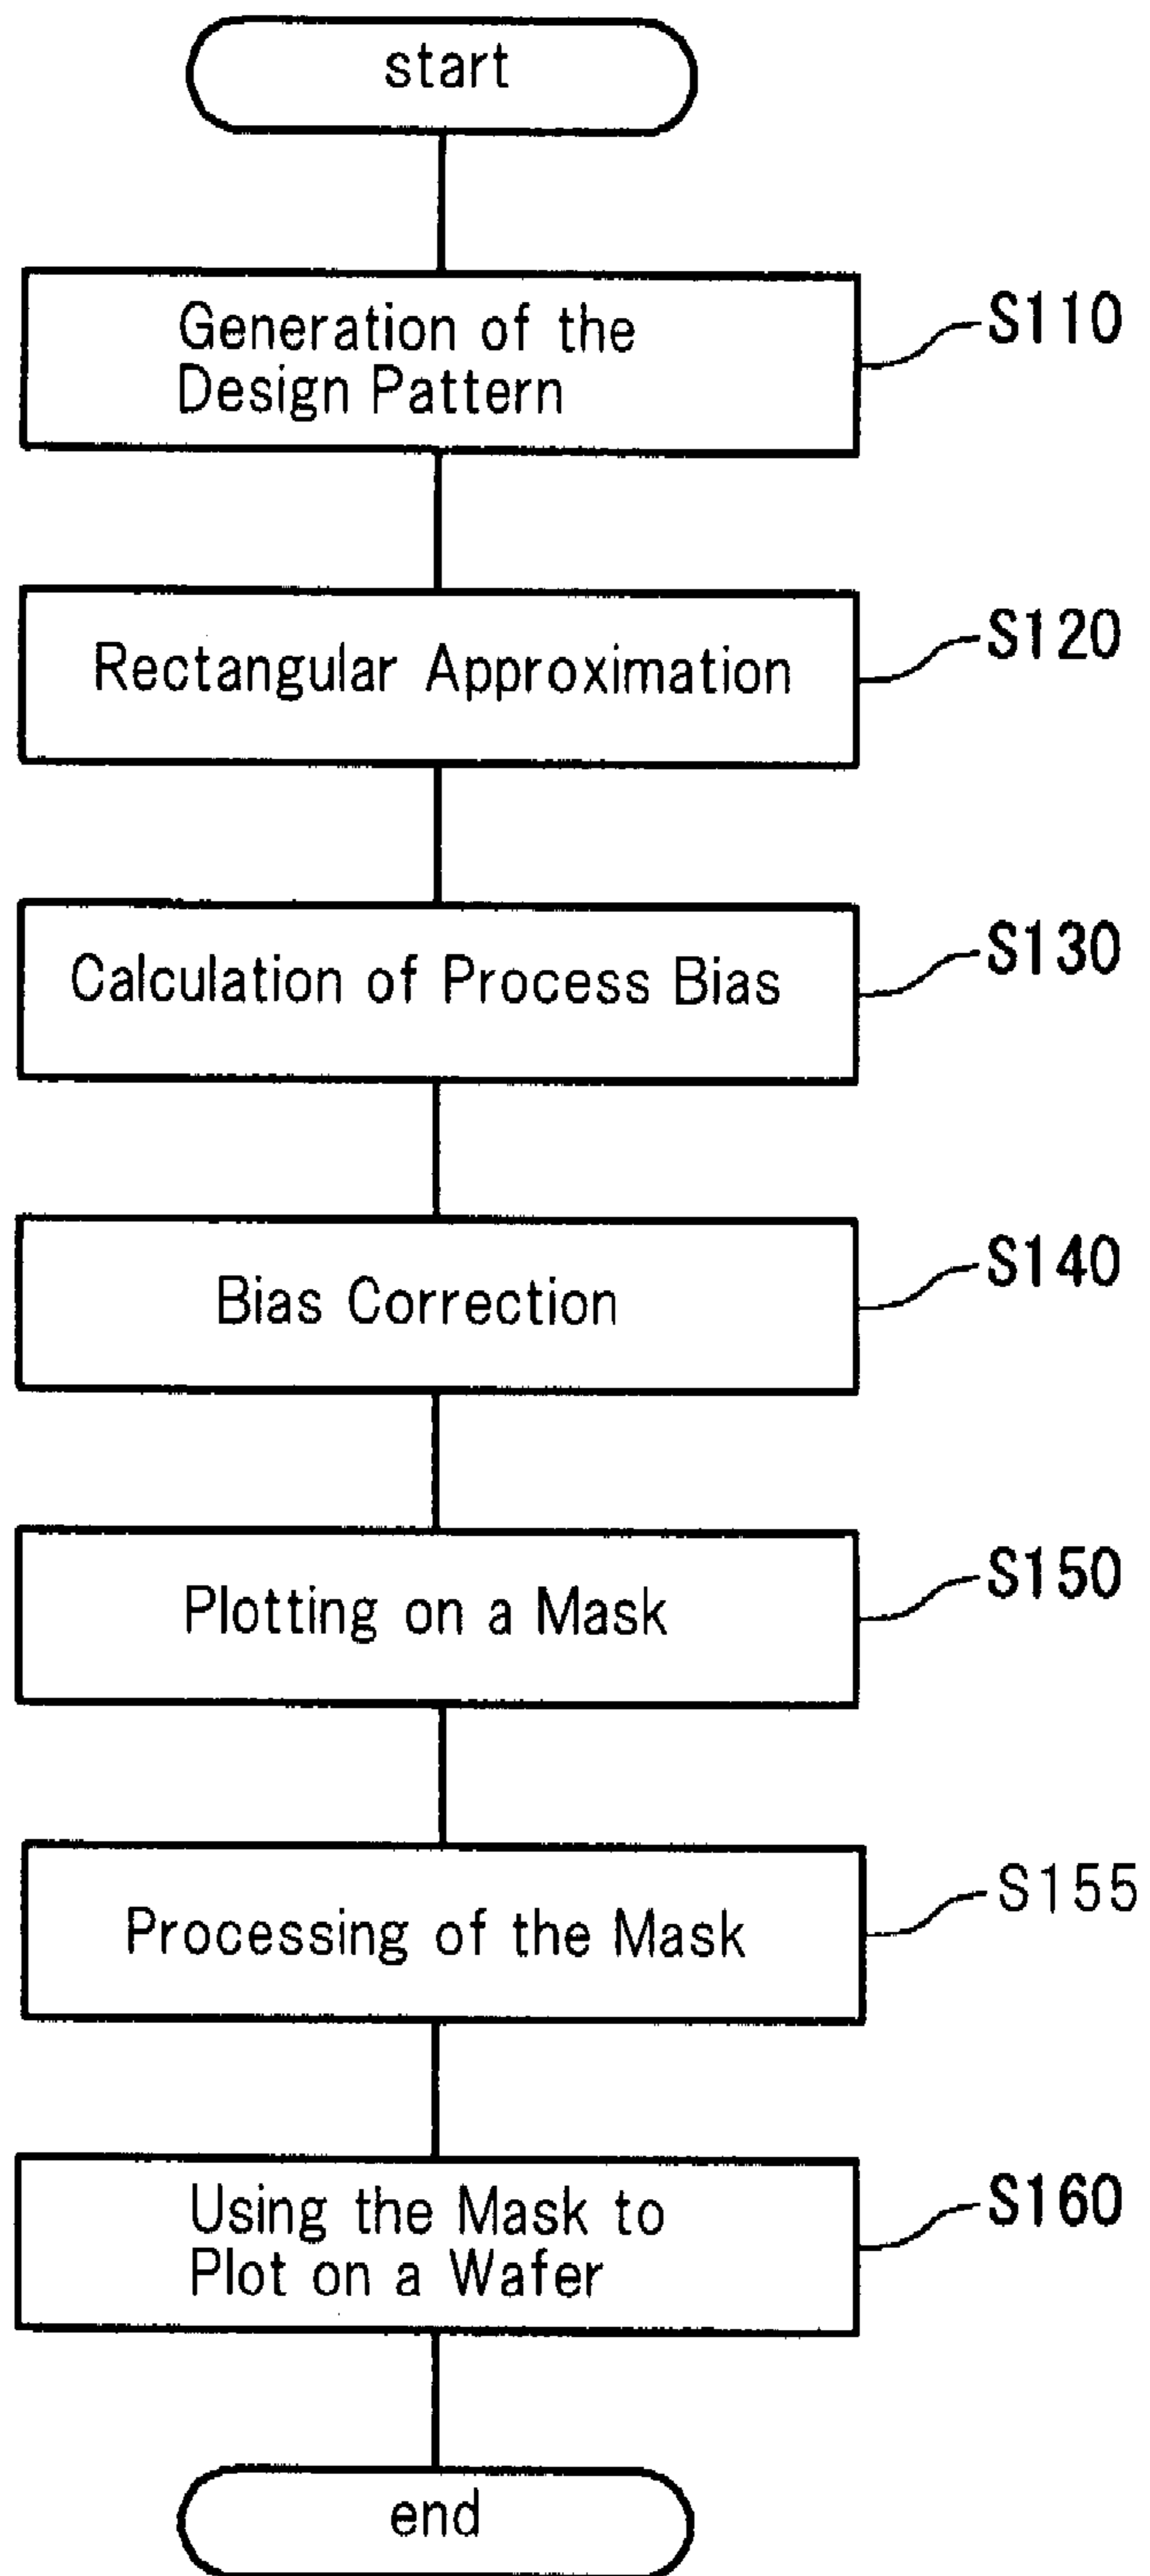 start
Generation of the
Design Pattern
S110
Rectangular Approximation
S120
Calculation of Process Bias
S130
Bias Correction
S140
Plotting on a Mask
S150
Processing of the Mask
S155
Using the Mask to
Plot on a Wafer
S160
end